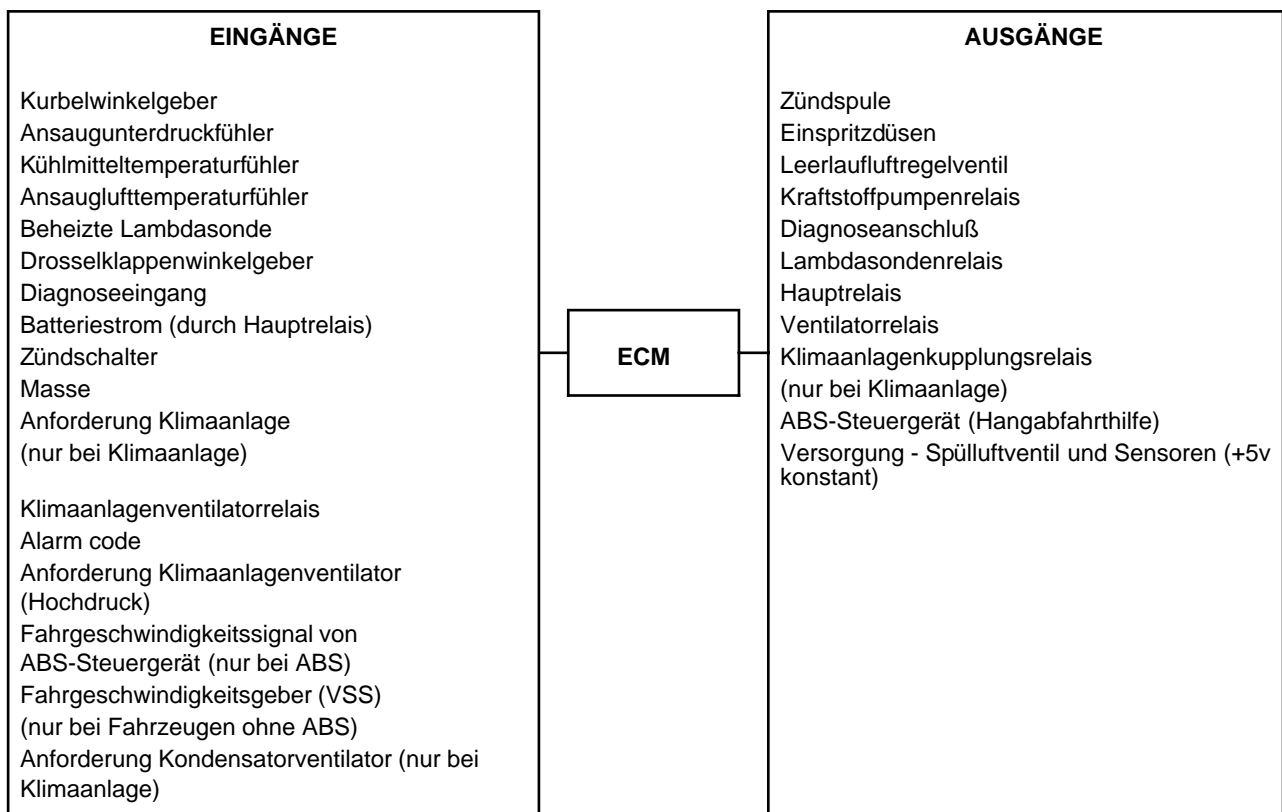 EINGÄNGE
Kurbelwinkelgeber
Ansaugunterdruckfühler
Kühlmitteltemperaturfühler
Ansauglufttemperaturfühler
Beheizte Lambdasonde
Drosselklappenwinkelgeber
Diagnoseeingang
Batteriestrom (durch Hauptrelais)
Zündschalter
Masse
Anforderung Klimaanlage
(nur bei Klimaanlage)
Klimaanlagenventilatorrelais
Alarm code
Anforderung Klimaanlagenventilator
(Hochdruck)
Fahrgeschwindigkeitssignal von
ABS-Steuergerät (nur bei ABS)
Fahrgeschwindigkeitsgeber (VSS)
(nur bei Fahrzeugen ohne ABS)
Anforderung Kondensatorventilator (nur bei
Klimaanlage)
ECM
AUSGÄNGE
Zündspule
Einspritzdüsen
Leerlaufluftregelventil
Kraftstoffpumpenrelais
Diagnoseanschluß
Lambdasondenrelais
Hauptrelais
Ventilatorrelais
Klimaanlagenkupplungsrelais
(nur bei Klimaanlage)
ABS-Steuergerät (Hangabfahrthilfe)
Versorgung - Spülluftventil und Sensoren (+5v
konstant)